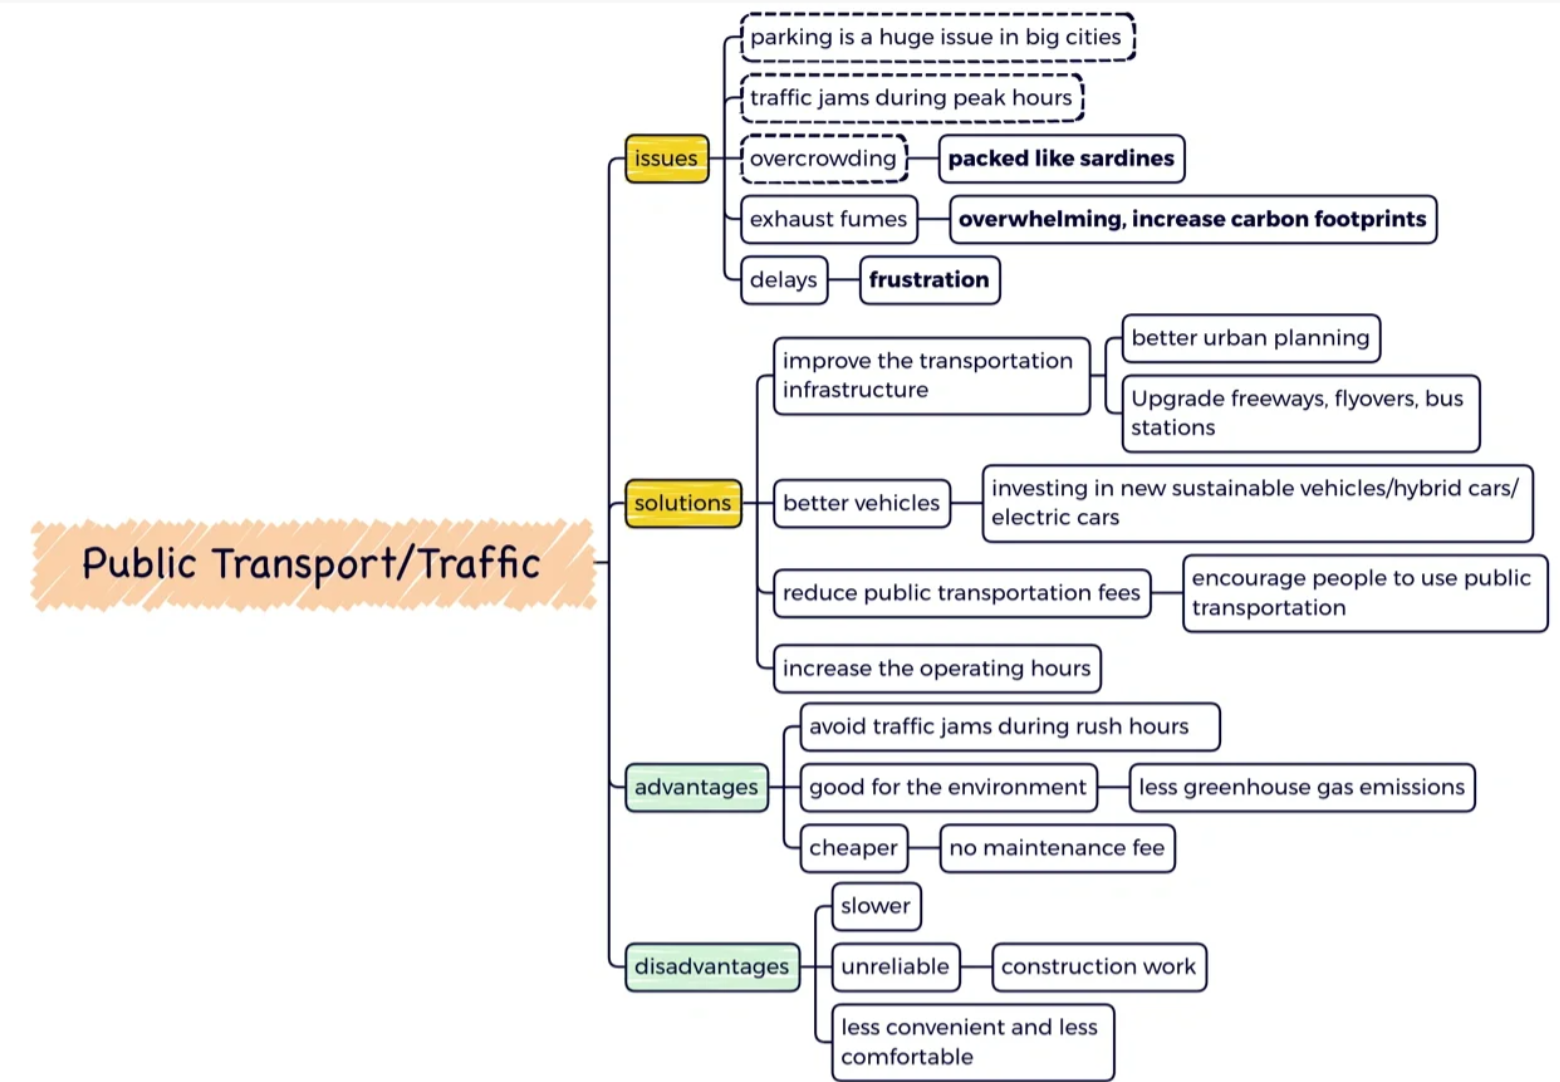 parking is a huge issue in big cities
traffic jams during peak hours
issues
overcrowding
packed like sardines
exhaust fumes
overwhelming, increase carbon footprints
delays
frustration
improve the transportation
infrastructure
better urban planning
Upgrade freeways, flyovers, bus
stations
solutions
better vehicles
investing in new sustainable vehicles/hybrid cars/
electric cars
Public Transport/Traffic
reduce public transportation fees
encourage people to use public
transportation
increase the operating hours
avoid traffic jams during rush hours
advantages
good for the environment
less greenhouse gas emissions
cheaper
no maintenance fee
slower
disadvantages
unreliable
construction work
less convenient and less
comfortable